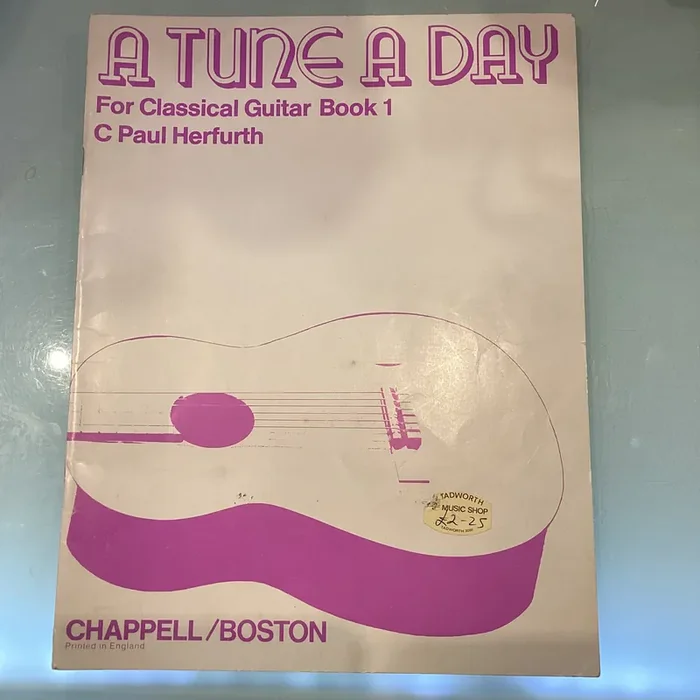 A TUNE A DAY
For Classical Guitar Book 1
C Paul Herfurth
TADWORTH
MUSIC SHOP
£2-25
CHAPPELL/BOSTON
Printed in England